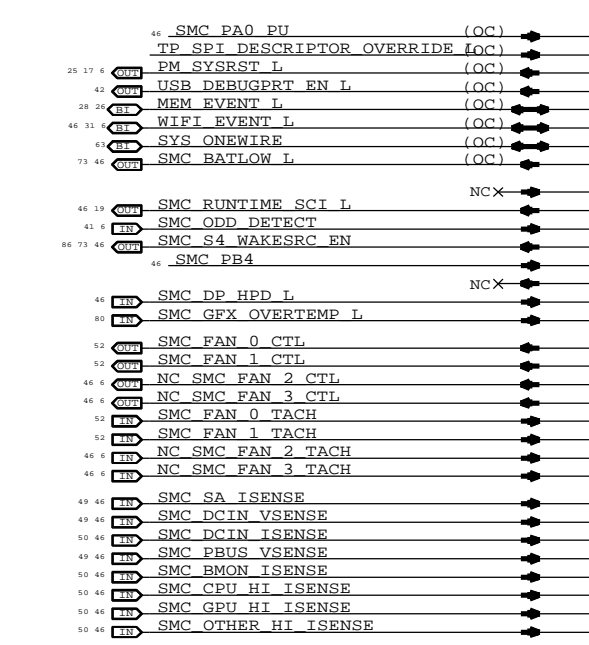 46 SMC_PA0_PU (OC)
TP_SPI_DESCRIPTOR_OVERRIDE_L (OC)
25 17 6 OUT PM_SYSRST_L (OC)
42 OUT USB_DEBUGPRT_EN_L (OC)
28 26 BI MEM_EVENT_L (OC)
46 31 6 BI WIFI_EVENT_L (OC)
63 BI SYS_ONEWIRE (OC)
73 46 OUT SMC_BATLOW_L (OC)
NC
46 19 OUT SMC_RUNTIME_SCI_L
41 6 IN SMC_ODD_DETECT
86 73 46 OUT SMC_S4_WAKESRC_EN
46 SMC_PB4
NC
46 IN SMC_DP_HPD_L
80 IN SMC_GFX_OVERTEMP_L
52 OUT SMC_FAN_0_CTL
52 OUT SMC_FAN_1_CTL
46 6 OUT NC_SMC_FAN_2_CTL
46 6 OUT NC_SMC_FAN_3_CTL
52 IN SMC_FAN_0_TACH
52 IN SMC_FAN_1_TACH
46 6 IN NC_SMC_FAN_2_TACH
46 6 IN NC_SMC_FAN_3_TACH
49 46 IN SMC_SA_ISENSE
49 46 IN SMC_DCIN_VSENSE
50 46 IN SMC_DCIN_ISENSE
49 46 IN SMC_PBUS_VSENSE
50 46 IN SMC_BMON_ISENSE
50 46 IN SMC_CPU_HI_ISENSE
50 46 IN SMC_GPU_HI_ISENSE
50 46 IN SMC_OTHER_HI_ISENSE